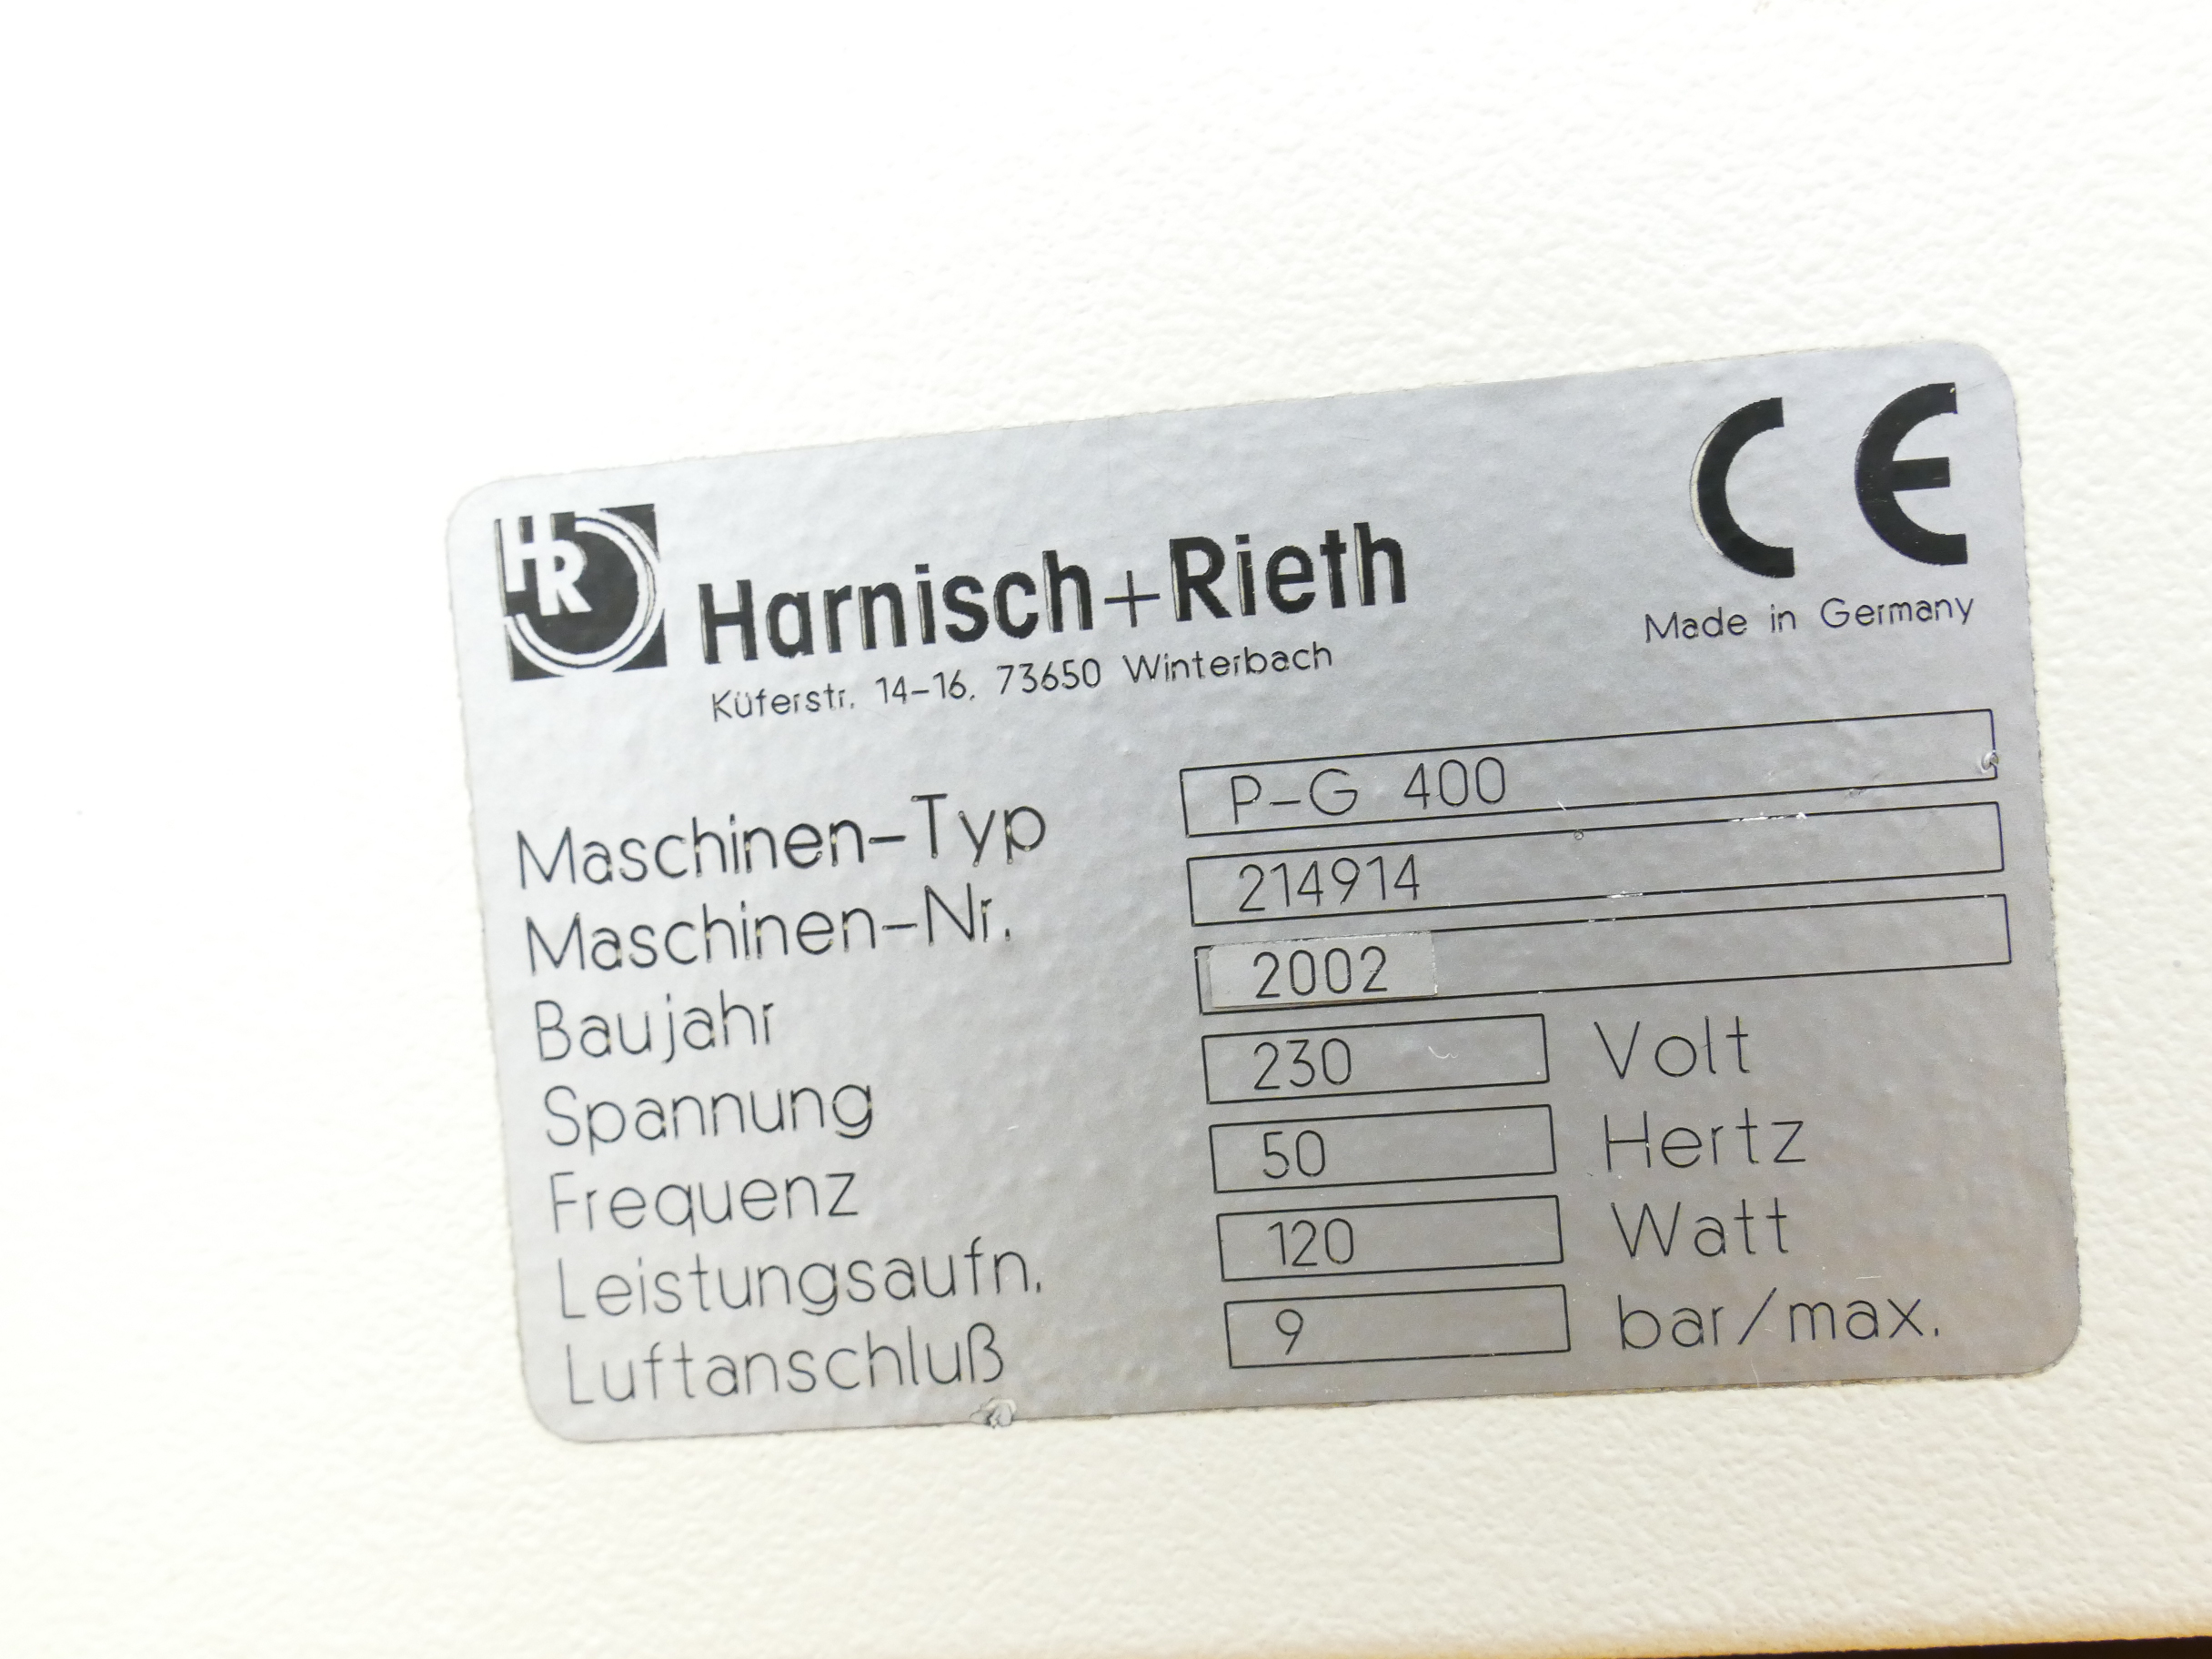 HR
Harnisch+Rieth
Küferstr. 14-16. 73650 Winterbach
CE
Made in Germany
Maschinen-Typ P-G 400
Maschinen-Nr. 214914
Baujahr 2002
Spannung 230 Volt
Frequenz 50 Hertz
Leistungsaufn. 120 Watt
Luftanschluß 9 bar/max.